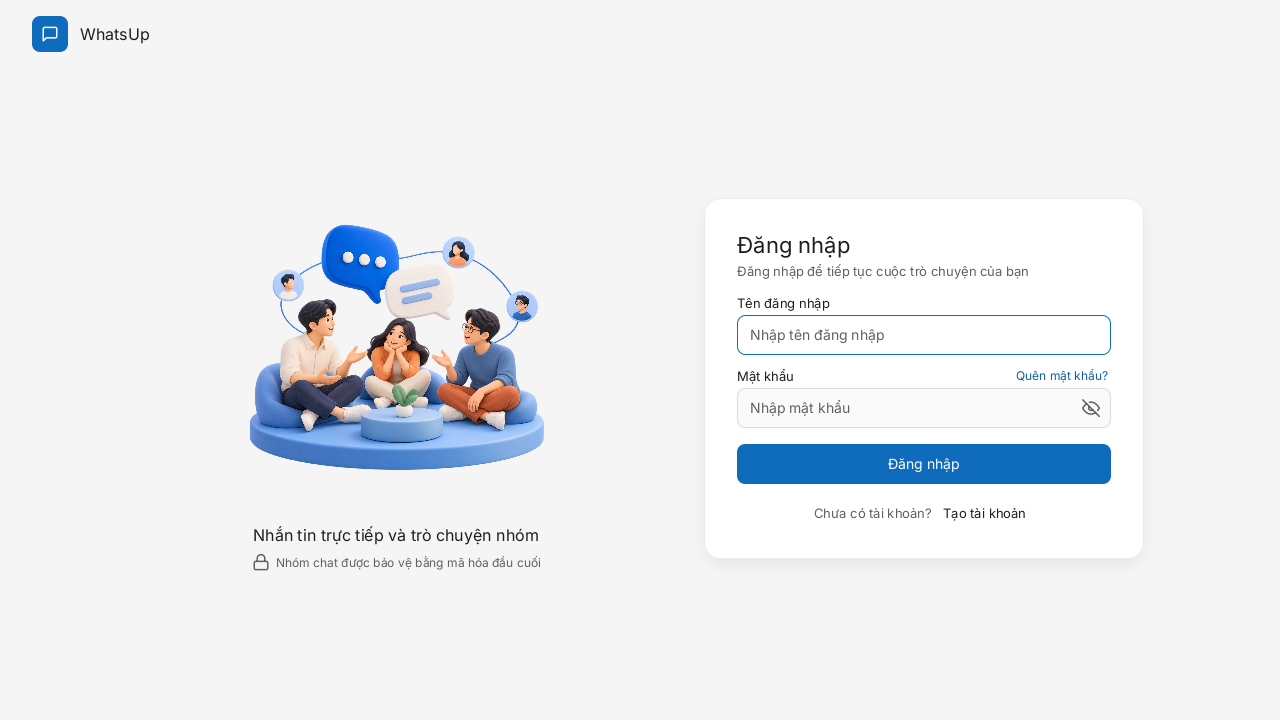 WhatsUp
Nhắn tin trực tiếp và trò chuyện nhóm
Nhóm chat được bảo vệ bằng mã hóa đầu cuối
Đăng nhập
Đăng nhập để tiếp tục cuộc trò chuyện của bạn
Tên đăng nhập
Nhập tên đăng nhập
Mật khẩu
Quên mật khẩu?
Nhập mật khẩu
Đăng nhập
Chưa có tài khoản? Tạo tài khoản